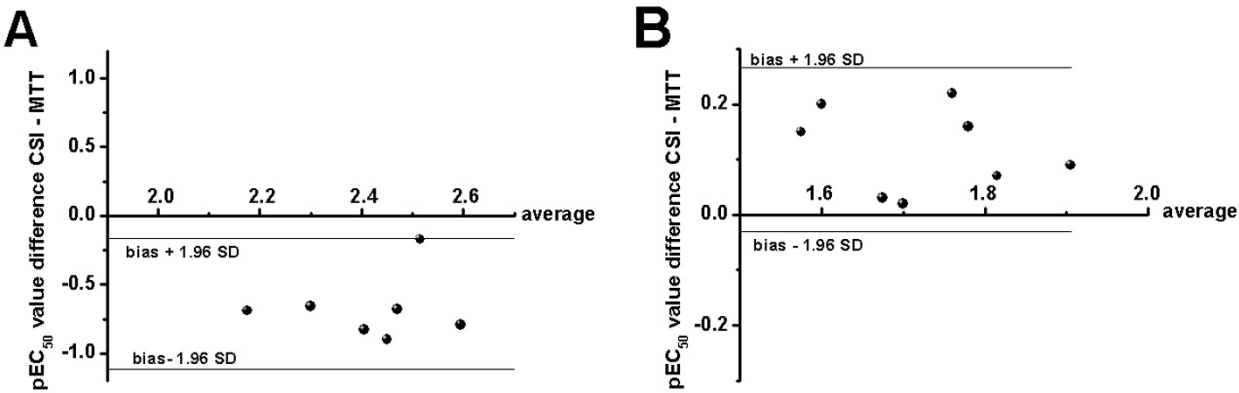 A
pEC50 value difference CSI - MTT
1.0
0.5
0.0
-0.5
-1.0
2.0 2.2 2.4 2.6
average
bias + 1.96 SD
bias- 1.96 SD
B
pEC50 value difference CSI - MTT
0.2
0.0
-0.2
bias + 1.96 SD
1.6 1.8 2.0
average
bias - 1.96 SD